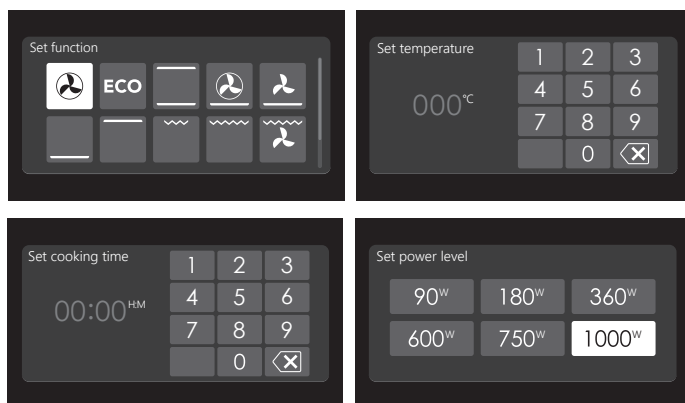 Set function
ECO
Set temperature
000°C
1 2 3
4 5 6
7 8 9
0
Set cooking time
00:00 H:M
1 2 3
4 5 6
7 8 9
0
Set power level
90W 180W 360W
600W 750W 1000W